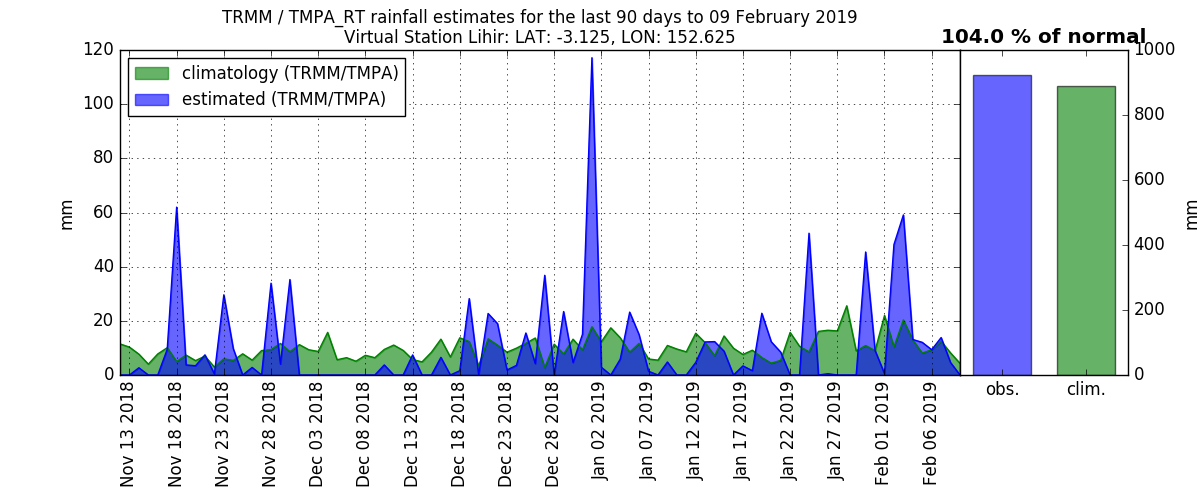 TRMM / TMPA_RT rainfall estimates for the last 90 days to 09 February 2019
Virtual Station Lihir: LAT: -3.125, LON: 152.625
104.0 % of normal
climatology (TRMM/TMPA)
estimated (TRMM/TMPA)
120
100
80
60
40
20
0
mm
1000
800
600
400
200
0
mm
obs.
clim.
Nov 13 2018
Nov 18 2018
Nov 23 2018
Nov 28 2018
Dec 03 2018
Dec 08 2018
Dec 13 2018
Dec 18 2018
Dec 23 2018
Dec 28 2018
Jan 02 2019
Jan 07 2019
Jan 12 2019
Jan 17 2019
Jan 22 2019
Jan 27 2019
Feb 01 2019
Feb 06 2019